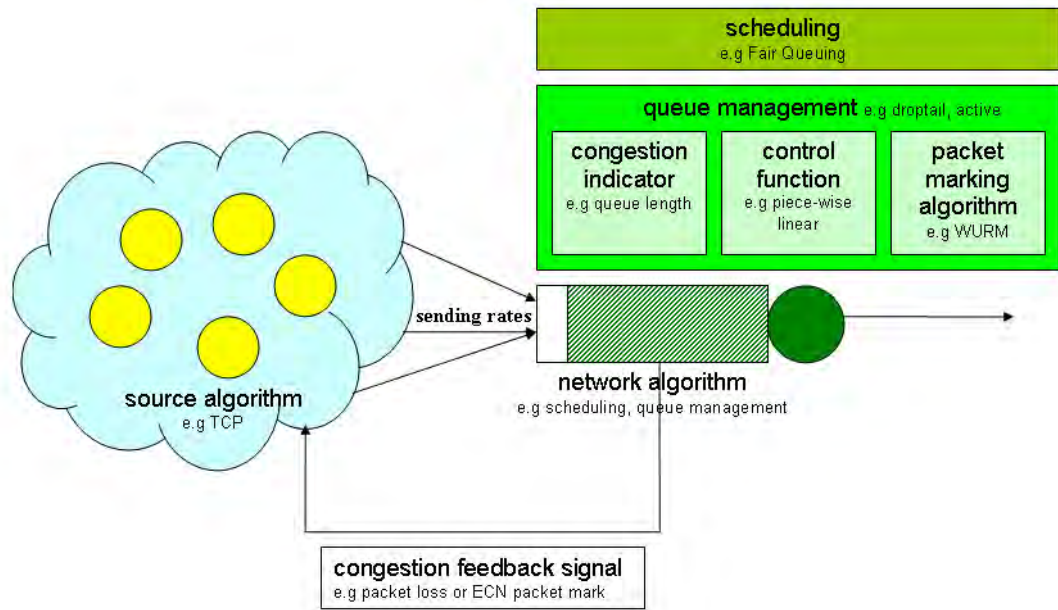 scheduling
e.g Fair Queuing
queue management e.g droptail, active
congestion
indicator
e.g queue length
control
function
e.g piece-wise
linear
packet
marking
algorithm
e.g WURM
sending rates
source algorithm
e.g TCP
network algorithm
e.g scheduling, queue management
congestion feedback signal
e.g packet loss or ECN packet mark